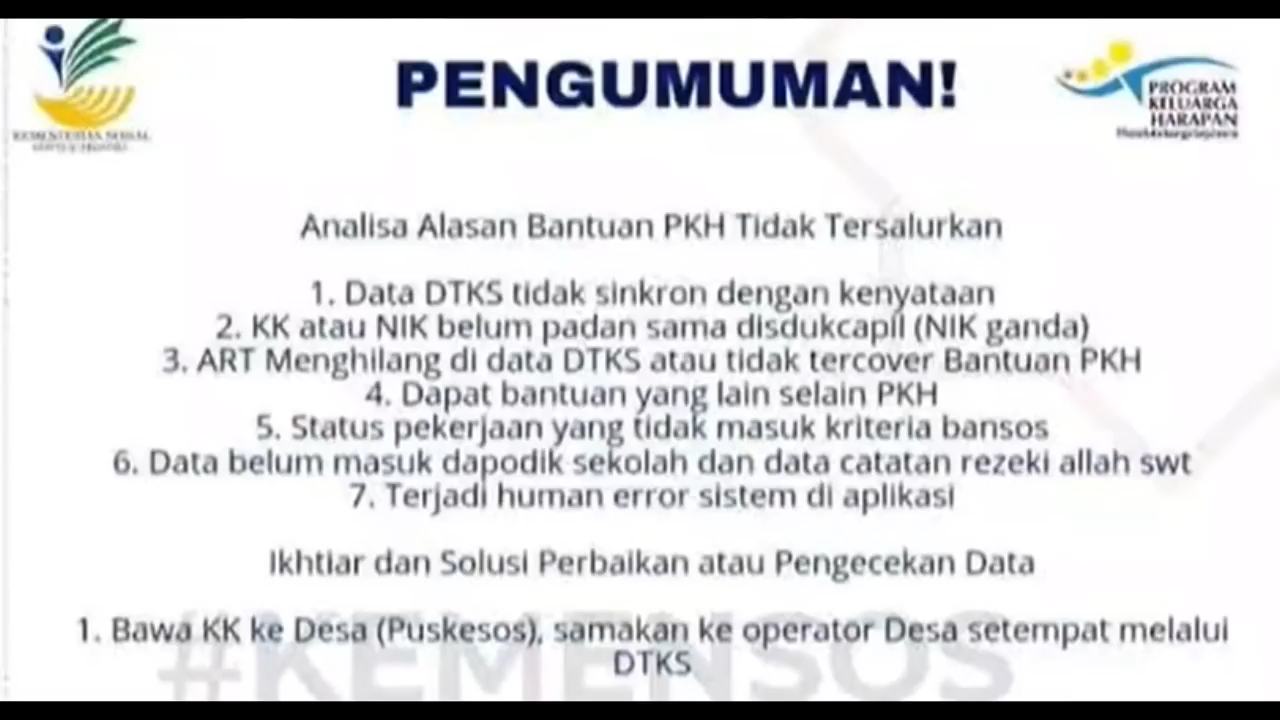 PENGUMUMAN!
KEMENTERIAN SOSIAL
PROGRAM
KELUARGA
HARAPAN
Analisa Alasan Bantuan PKH Tidak Tersalurkan
1. Data DTKS tidak sinkron dengan kenyataan
2. KK atau NIK belum padan sama disdukcapil (NIK ganda)
3. ART Menghilang di data DTKS atau tidak tercover Bantuan PKH
4. Dapat bantuan yang lain selain PKH
5. Status pekerjaan yang tidak masuk kriteria bansos
6. Data belum masuk dapodik sekolah dan data catatan rezeki allah swt
7. Terjadi human error sistem di aplikasi
Ikhtiar dan Solusi Perbaikan atau Pengecekan Data
1. Bawa KK ke Desa (Puskesos), samakan ke operator Desa setempat melalui
DTKS
#KEMENSOS